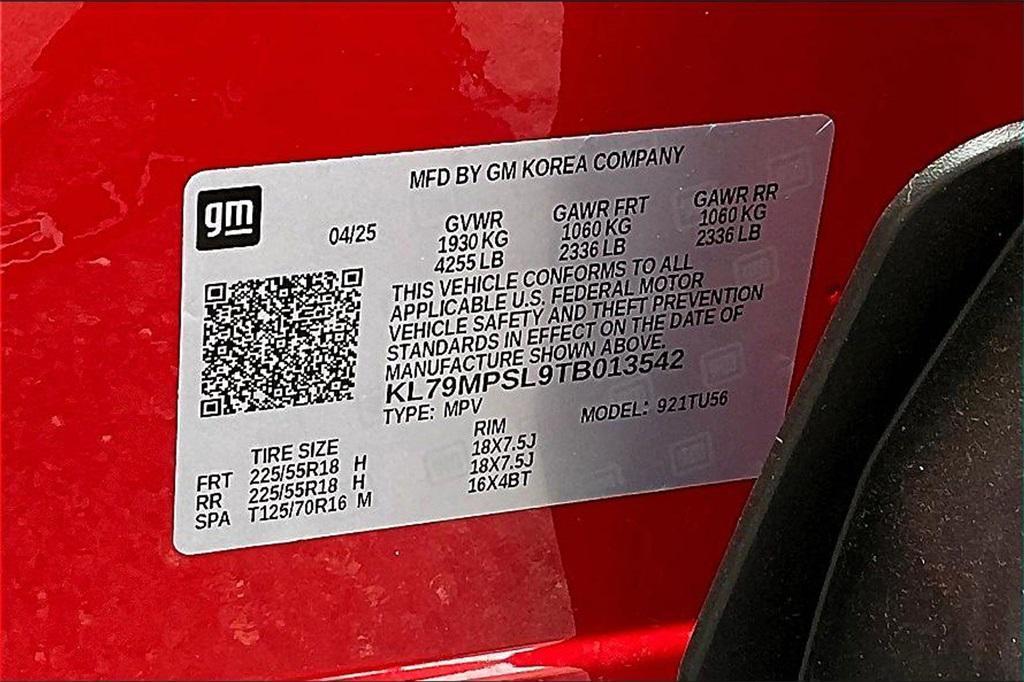 MFD BY GM KOREA COMPANY
gm
04/25
GVWR GAWR FRT GAWR RR
1930 KG 1060 KG 1060 KG
4255 LB 2336 LB 2336 LB
THIS VEHICLE CONFORMS TO ALL
APPLICABLE U.S. FEDERAL MOTOR
VEHICLE SAFETY AND THEFT PREVENTION
STANDARDS IN EFFECT ON THE DATE OF
MANUFACTURE SHOWN ABOVE.
KL79MPSL9TB013542
TYPE: MPV MODEL: 921TU56
TIRE SIZE RIM
FRT 225/55R18 H 18X7.5J
RR 225/55R18 H 18X7.5J
SPA T125/70R16 M 16X4BT